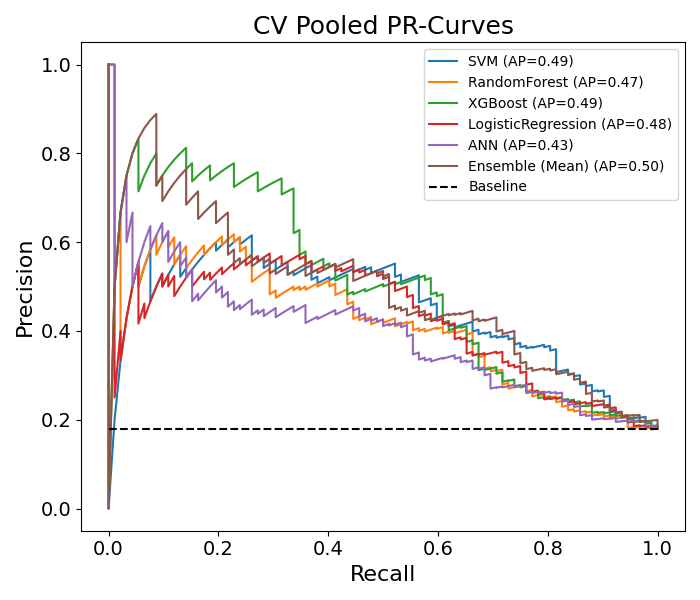 CV Pooled PR-Curves
SVM (AP=0.49)
RandomForest (AP=0.47)
XGBoost (AP=0.49)
LogisticRegression (AP=0.48)
ANN (AP=0.43)
Ensemble (Mean) (AP=0.50)
Baseline
Precision
1.0
0.8
0.6
0.4
0.2
0.0
0.0 0.2 0.4 0.6 0.8 1.0
Recall